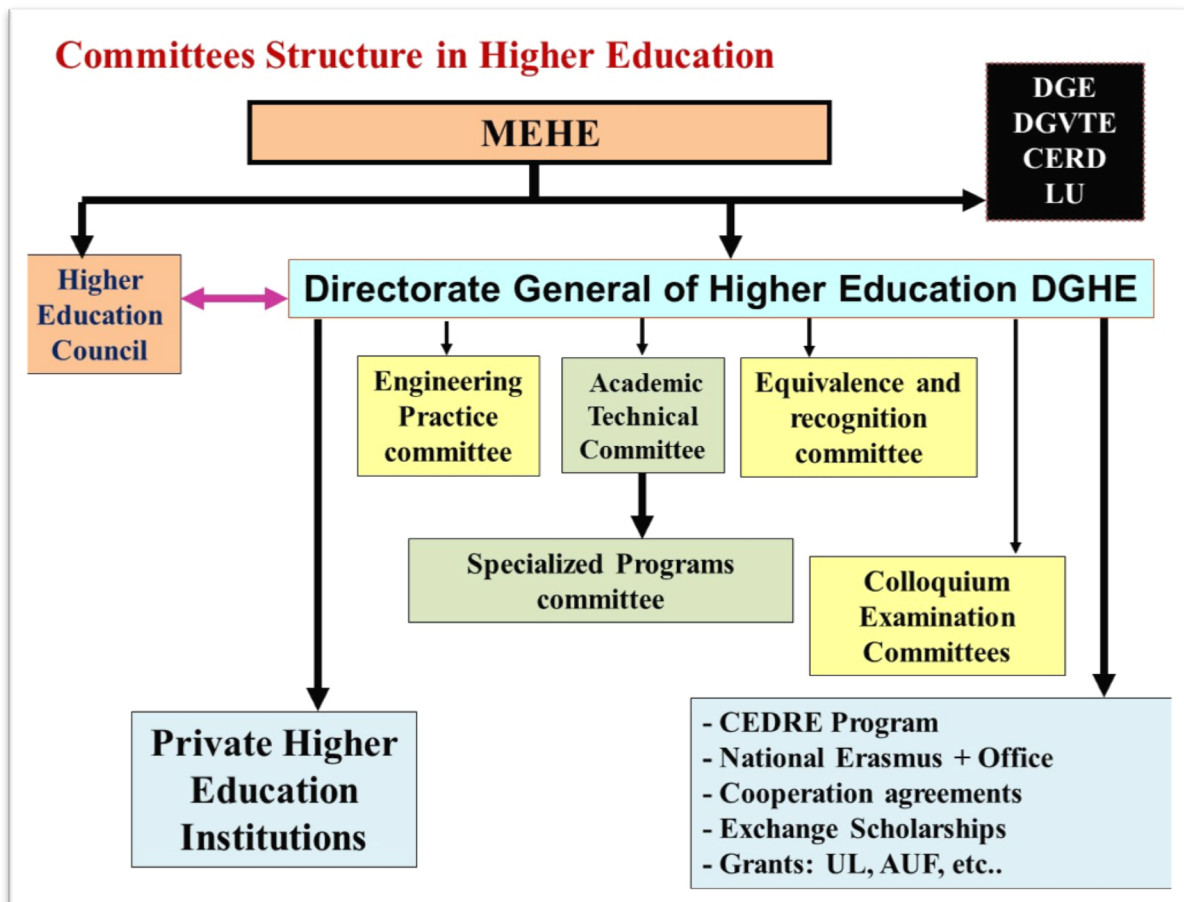 Committees Structure in Higher Education
MEHE
DGE
DGVTE
CERD
LU
Higher
Education
Council
Directorate General of Higher Education DGHE
Engineering
Practice
committee
Academic
Technical
Committee
Equivalence and
recognition
committee
Specialized Programs
committee
Colloquium
Examination
Committees
Private Higher
Education
Institutions
- CEDRE Program
- National Erasmus + Office
- Cooperation agreements
- Exchange Scholarships
- Grants: UL, AUF, etc..